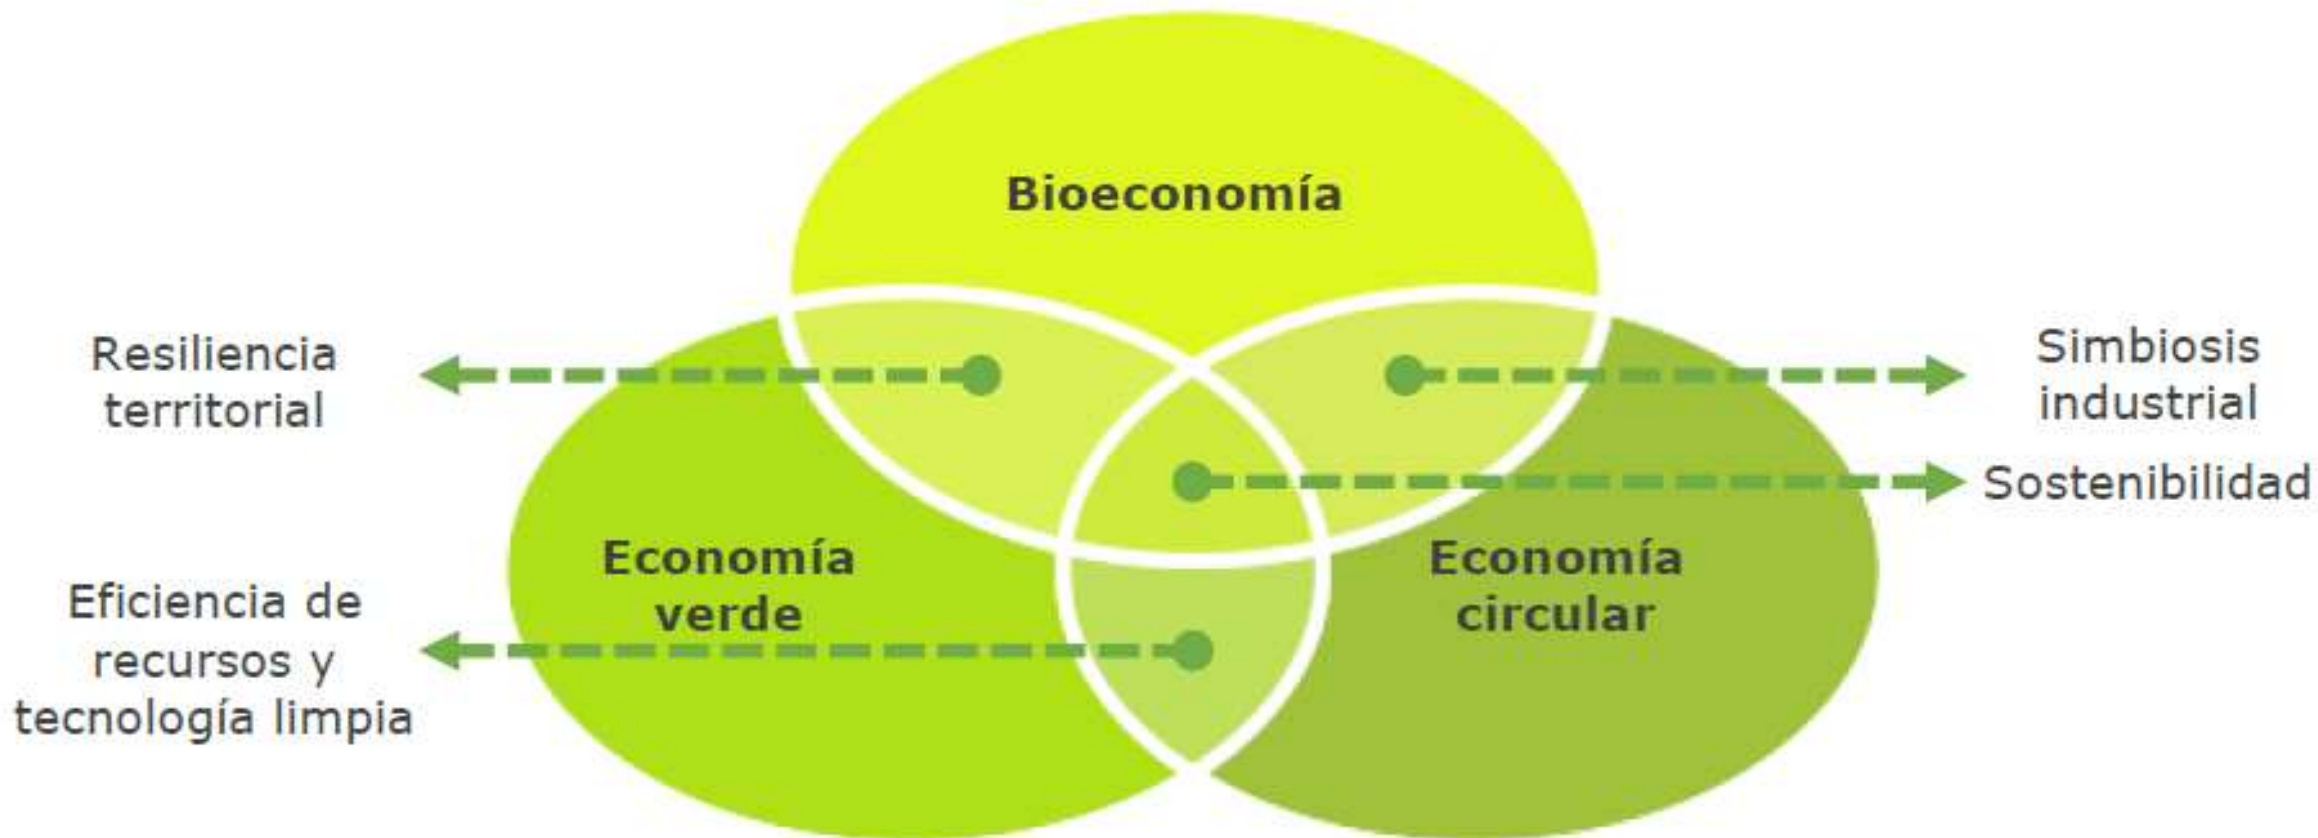 Bioeconomía
Resiliencia
territorial
Simbiosis
industrial
Sostenibilidad
Economía
verde
Economía
circular
Eficiencia de
recursos y
tecnología limpia